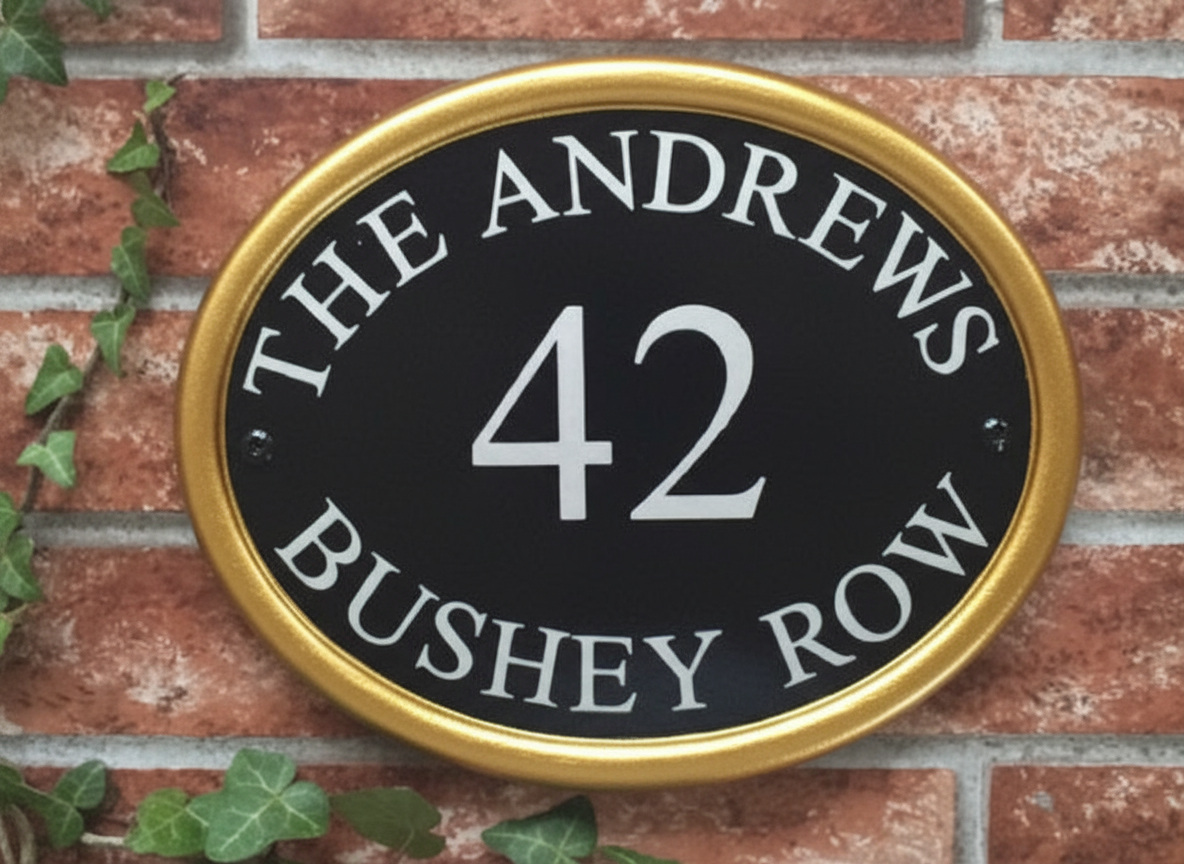 THE ANDREWS
42
BUSHEY ROW